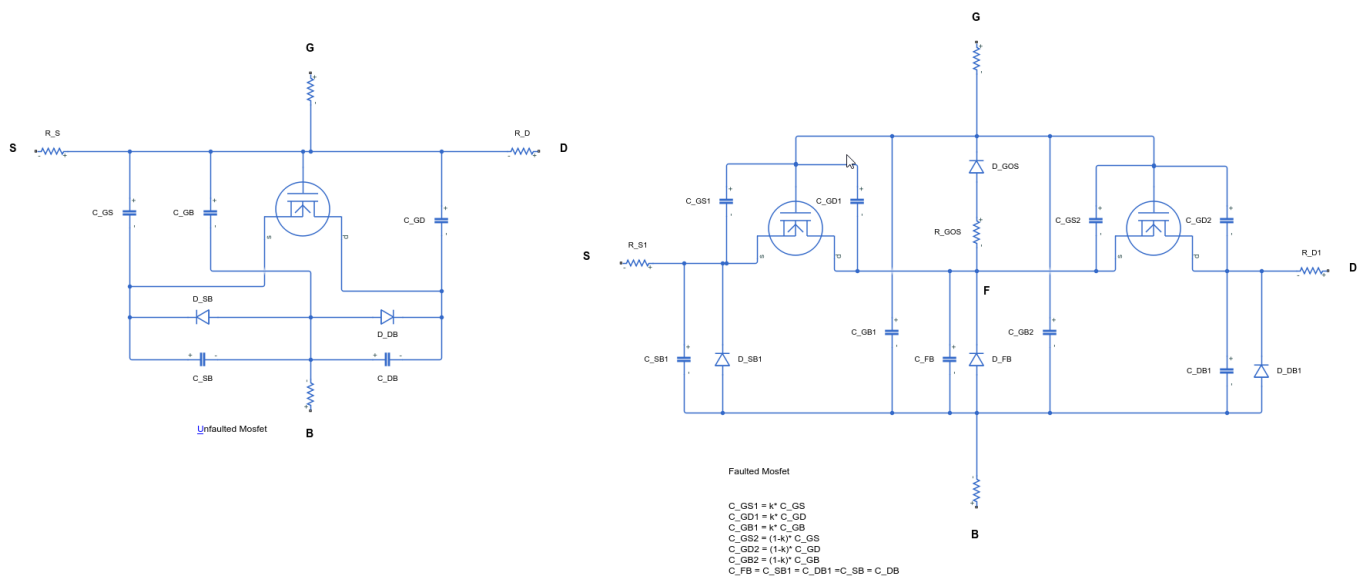 G
R_S
R_D
S
D
C_GS
C_GB
C_GD
s
d
D_SB
D_DB
C_SB
C_DB
Unfaulted Mosfet
B
G
D_GOS
C_GS1
C_GD1
C_GS2
C_GD2
R_GOS
R_S1
S
s
d
s
d
R_D1
D
F
C_GB1
C_GB2
C_SB1
D_SB1
C_FB
D_FB
C_DB1
D_DB1
Faulted Mosfet
B
C_GS1 = k* C_GS
C_GD1 = k* C_GD
C_GB1 = k* C_GB
C_GS2 = (1-k)* C_GS
C_GD2 = (1-k)* C_GD
C_GB2 = (1-k)* C_GB
C_FB = C_SB1 = C_DB1 =C_SB = C_DB